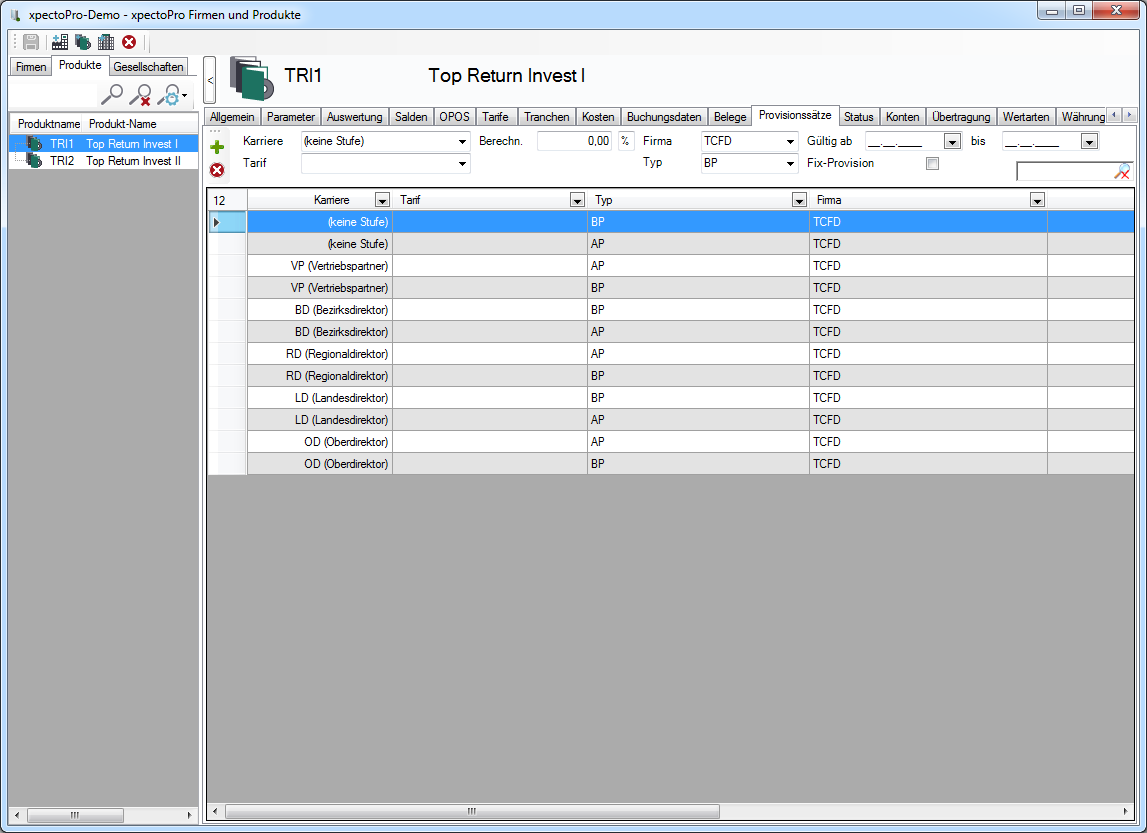 xpectoPro-Demo - xpectoPro Firmen und Produkte
Firmen Produkte Gesellschaften
Produktname Produkt-Name
TRI1 Top Return Invest I
TRI2 Top Return Invest II
< TRI1 Top Return Invest I
Allgemein Parameter Auswertung Salden OPOS Tarife Tranchen Kosten Buchungsdaten Belege Provisionssätze Status Konten Übertragung Wertarten Währung
Karriere (keine Stufe) Berechn. 0,00 % Firma TCFD Gültig ab __.__.____ bis __.__.____
Tarif Typ BP Fix-Provision
12 Karriere Tarif Typ Firma
(keine Stufe) BP TCFD
(keine Stufe) AP TCFD
VP (Vertriebspartner) AP TCFD
VP (Vertriebspartner) BP TCFD
BD (Bezirksdirektor) BP TCFD
BD (Bezirksdirektor) AP TCFD
RD (Regionaldirektor) AP TCFD
RD (Regionaldirektor) BP TCFD
LD (Landesdirektor) BP TCFD
LD (Landesdirektor) AP TCFD
OD (Oberdirektor) AP TCFD
OD (Oberdirektor) BP TCFD